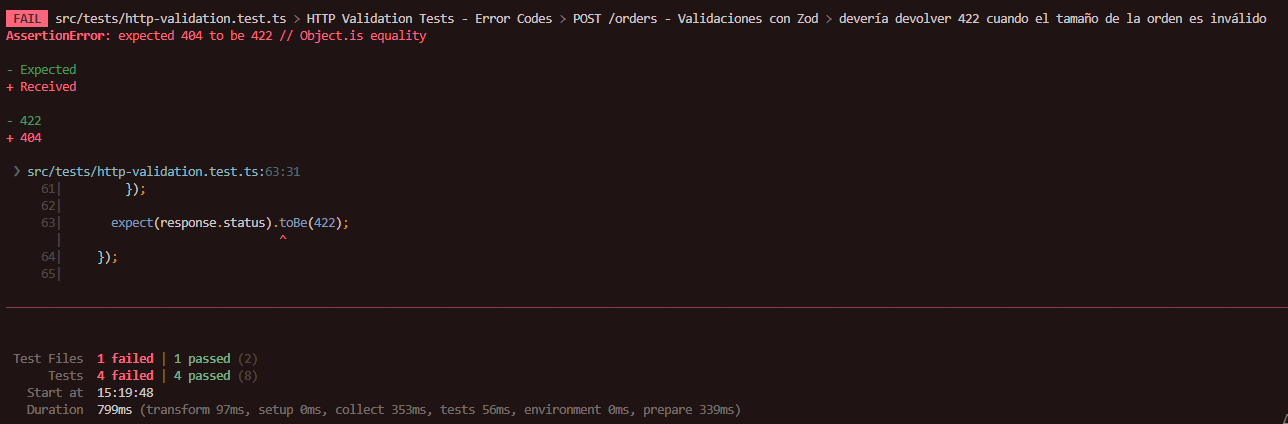 FAIL src/tests/http-validation.test.ts > HTTP Validation Tests - Error Codes > POST /orders - Validaciones con Zod > debería devolver 422 cuando el tamaño de la orden es inválido
AssertionError: expected 404 to be 422 // Object.is equality
- Expected
+ Received
- 422
+ 404
❯ src/tests/http-validation.test.ts:63:31
61| });
62|
63| expect(response.status).toBe(422);
| ^
64| });
65|
Test Files 1 failed | 1 passed (2)
Tests 4 failed | 4 passed (8)
Start at 15:19:48
Duration 799ms (transform 97ms, setup 0ms, collect 353ms, tests 56ms, environment 0ms, prepare 339ms)